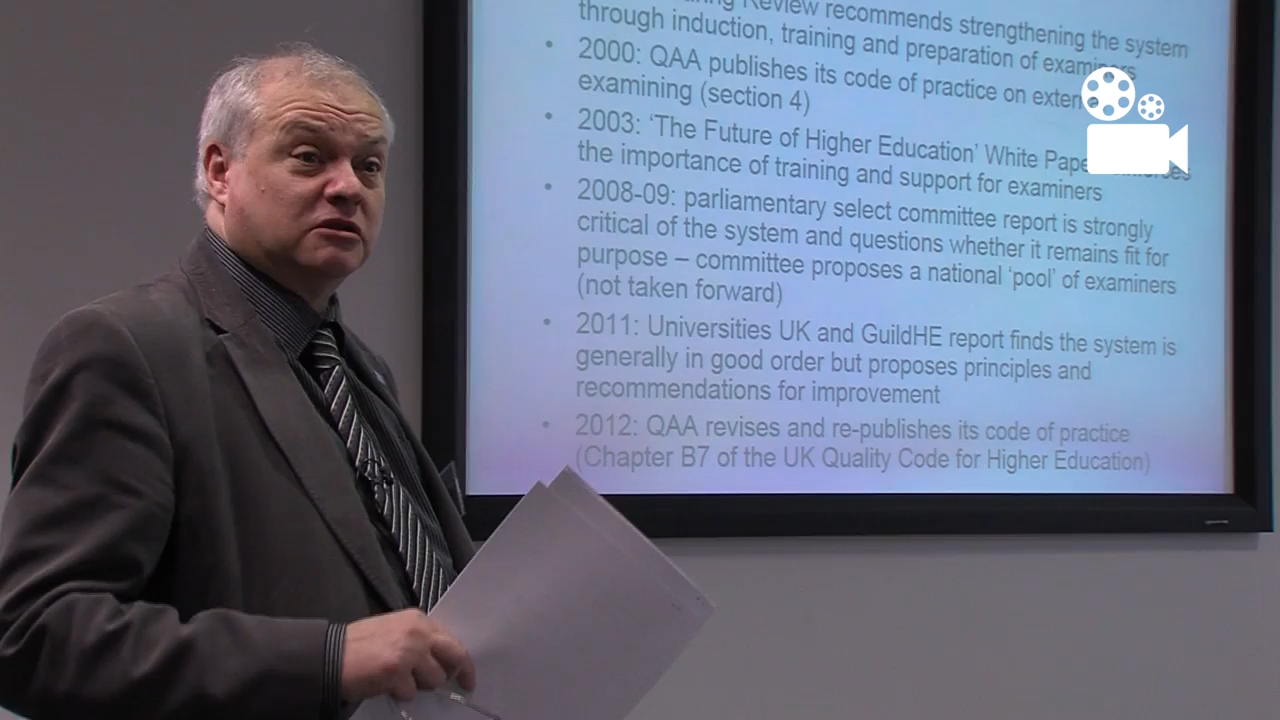 Review recommends strengthening the system
through induction, training and preparation of examiners
• 2000: QAA publishes its code of practice on
examining (section 4)
• 2003: ‘The Future of Higher Education’ White
the importance of training and support for examiners
• 2008-09: parliamentary select committee report is strongly
critical of the system and questions whether it remains fit for
purpose – committee proposes a national ‘pool’ of examiners
(not taken forward)
• 2011: Universities UK and GuildHE report finds the system is
generally in good order but proposes principles and
recommendations for improvement
• 2012: QAA revises and re-publishes its code of practice
(Chapter B7 of the UK Quality Code for Higher Education)